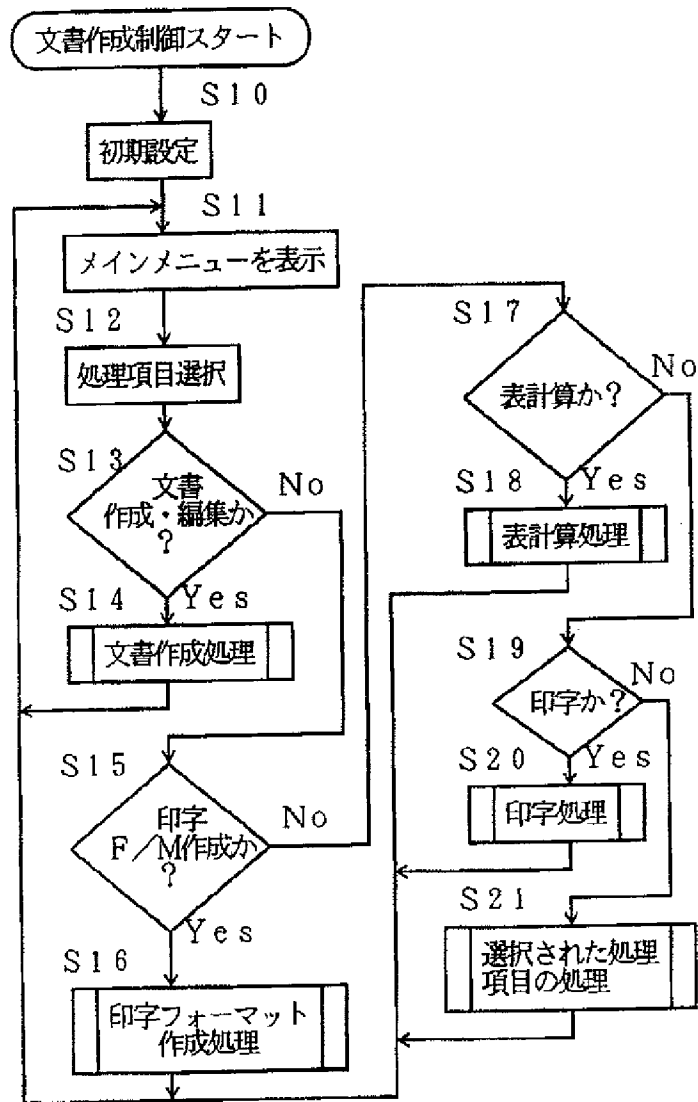 文書作成制御スタート
S10
初期設定
S11
メインメニューを表示
S12
処理項目選択
S13
文書
作成・編集か
?
No
Yes
S14
文書作成処理
S15
印字
F/M作成か
?
No
Yes
S16
印字フォーマット
作成処理
S17
表計算か?
No
Yes
S18
表計算処理
S19
印字か?
No
Yes
S20
印字処理
S21
選択された処理
項目の処理